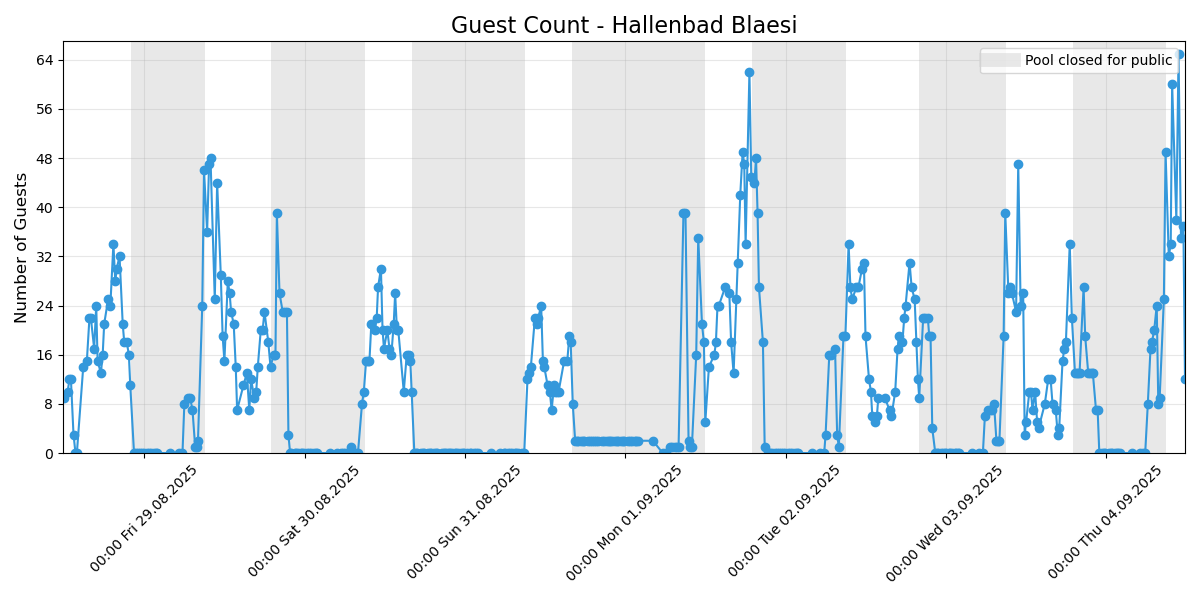 Guest Count - Hallenbad Blaesi
Pool closed for public
Number of Guests
64
56
48
40
32
24
16
8
0
00:00 Fri 29.08.2025
00:00 Sat 30.08.2025
00:00 Sun 31.08.2025
00:00 Mon 01.09.2025
00:00 Tue 02.09.2025
00:00 Wed 03.09.2025
00:00 Thu 04.09.2025